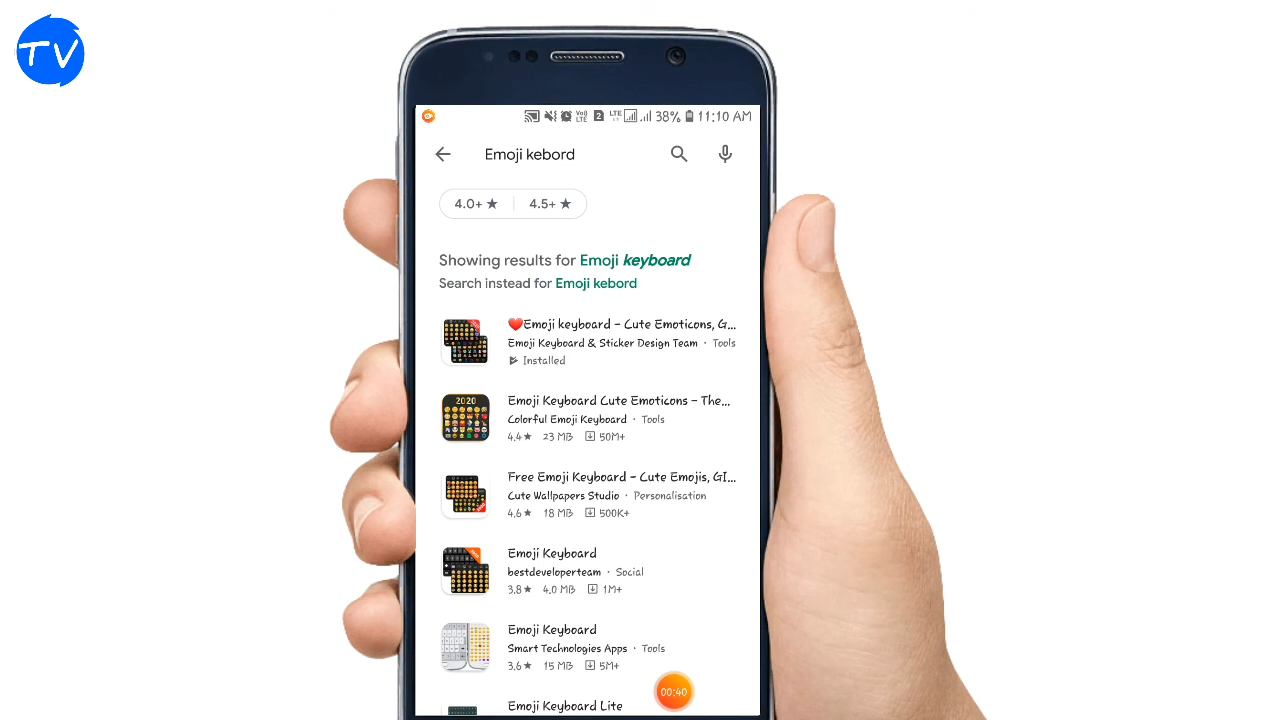 TV
VoLTE 2 LTE 38% 11:10 AM
Emoji kebord
4.0+ ★ 4.5+ ★
Showing results for Emoji keyboard
Search instead for Emoji kebord
❤️Emoji keyboard - Cute Emoticons, G...
Emoji Keyboard & Sticker Design Team · Tools
Installed
2020
Emoji Keyboard Cute Emoticons - The...
Colorful Emoji Keyboard · Tools
4.4★ 23 MB 50M+
Free Emoji Keyboard - Cute Emojis, GI...
Cute Wallpapers Studio · Personalisation
4.6★ 18 MB 500K+
Emoji Keyboard
bestdeveloperteam · Social
3.8★ 4.0 MB 1M+
Emoji Keyboard
Smart Technologies Apps · Tools
3.6★ 15 MB 5M+
00:40
Emoji Keyboard Lite